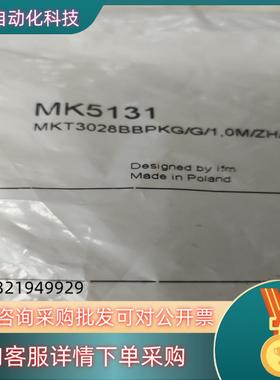 自动化科技
MK5131
MKT3028BBPKG/G/1,0M/ZH/
Designed by ifm
Made in Poland
321949929
咨询采购批发可对公开票
问客服详情下单采购